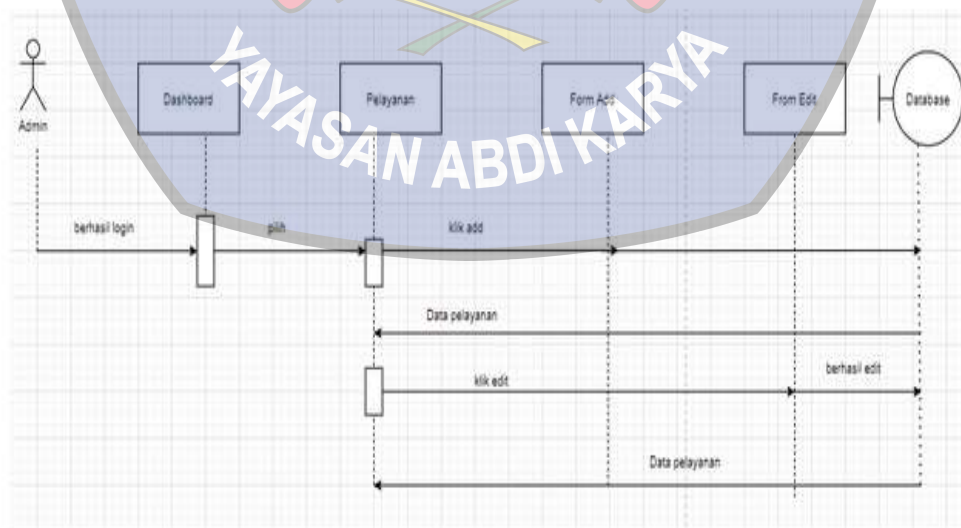 Admin
Dashboard
Pelayanan
Form Add
From Edit
Database
YAYASAN ABDI KARYA
berhasil login
pilih
klik add
Data pelayanan
klik edit
berhasil edit
Data pelayanan